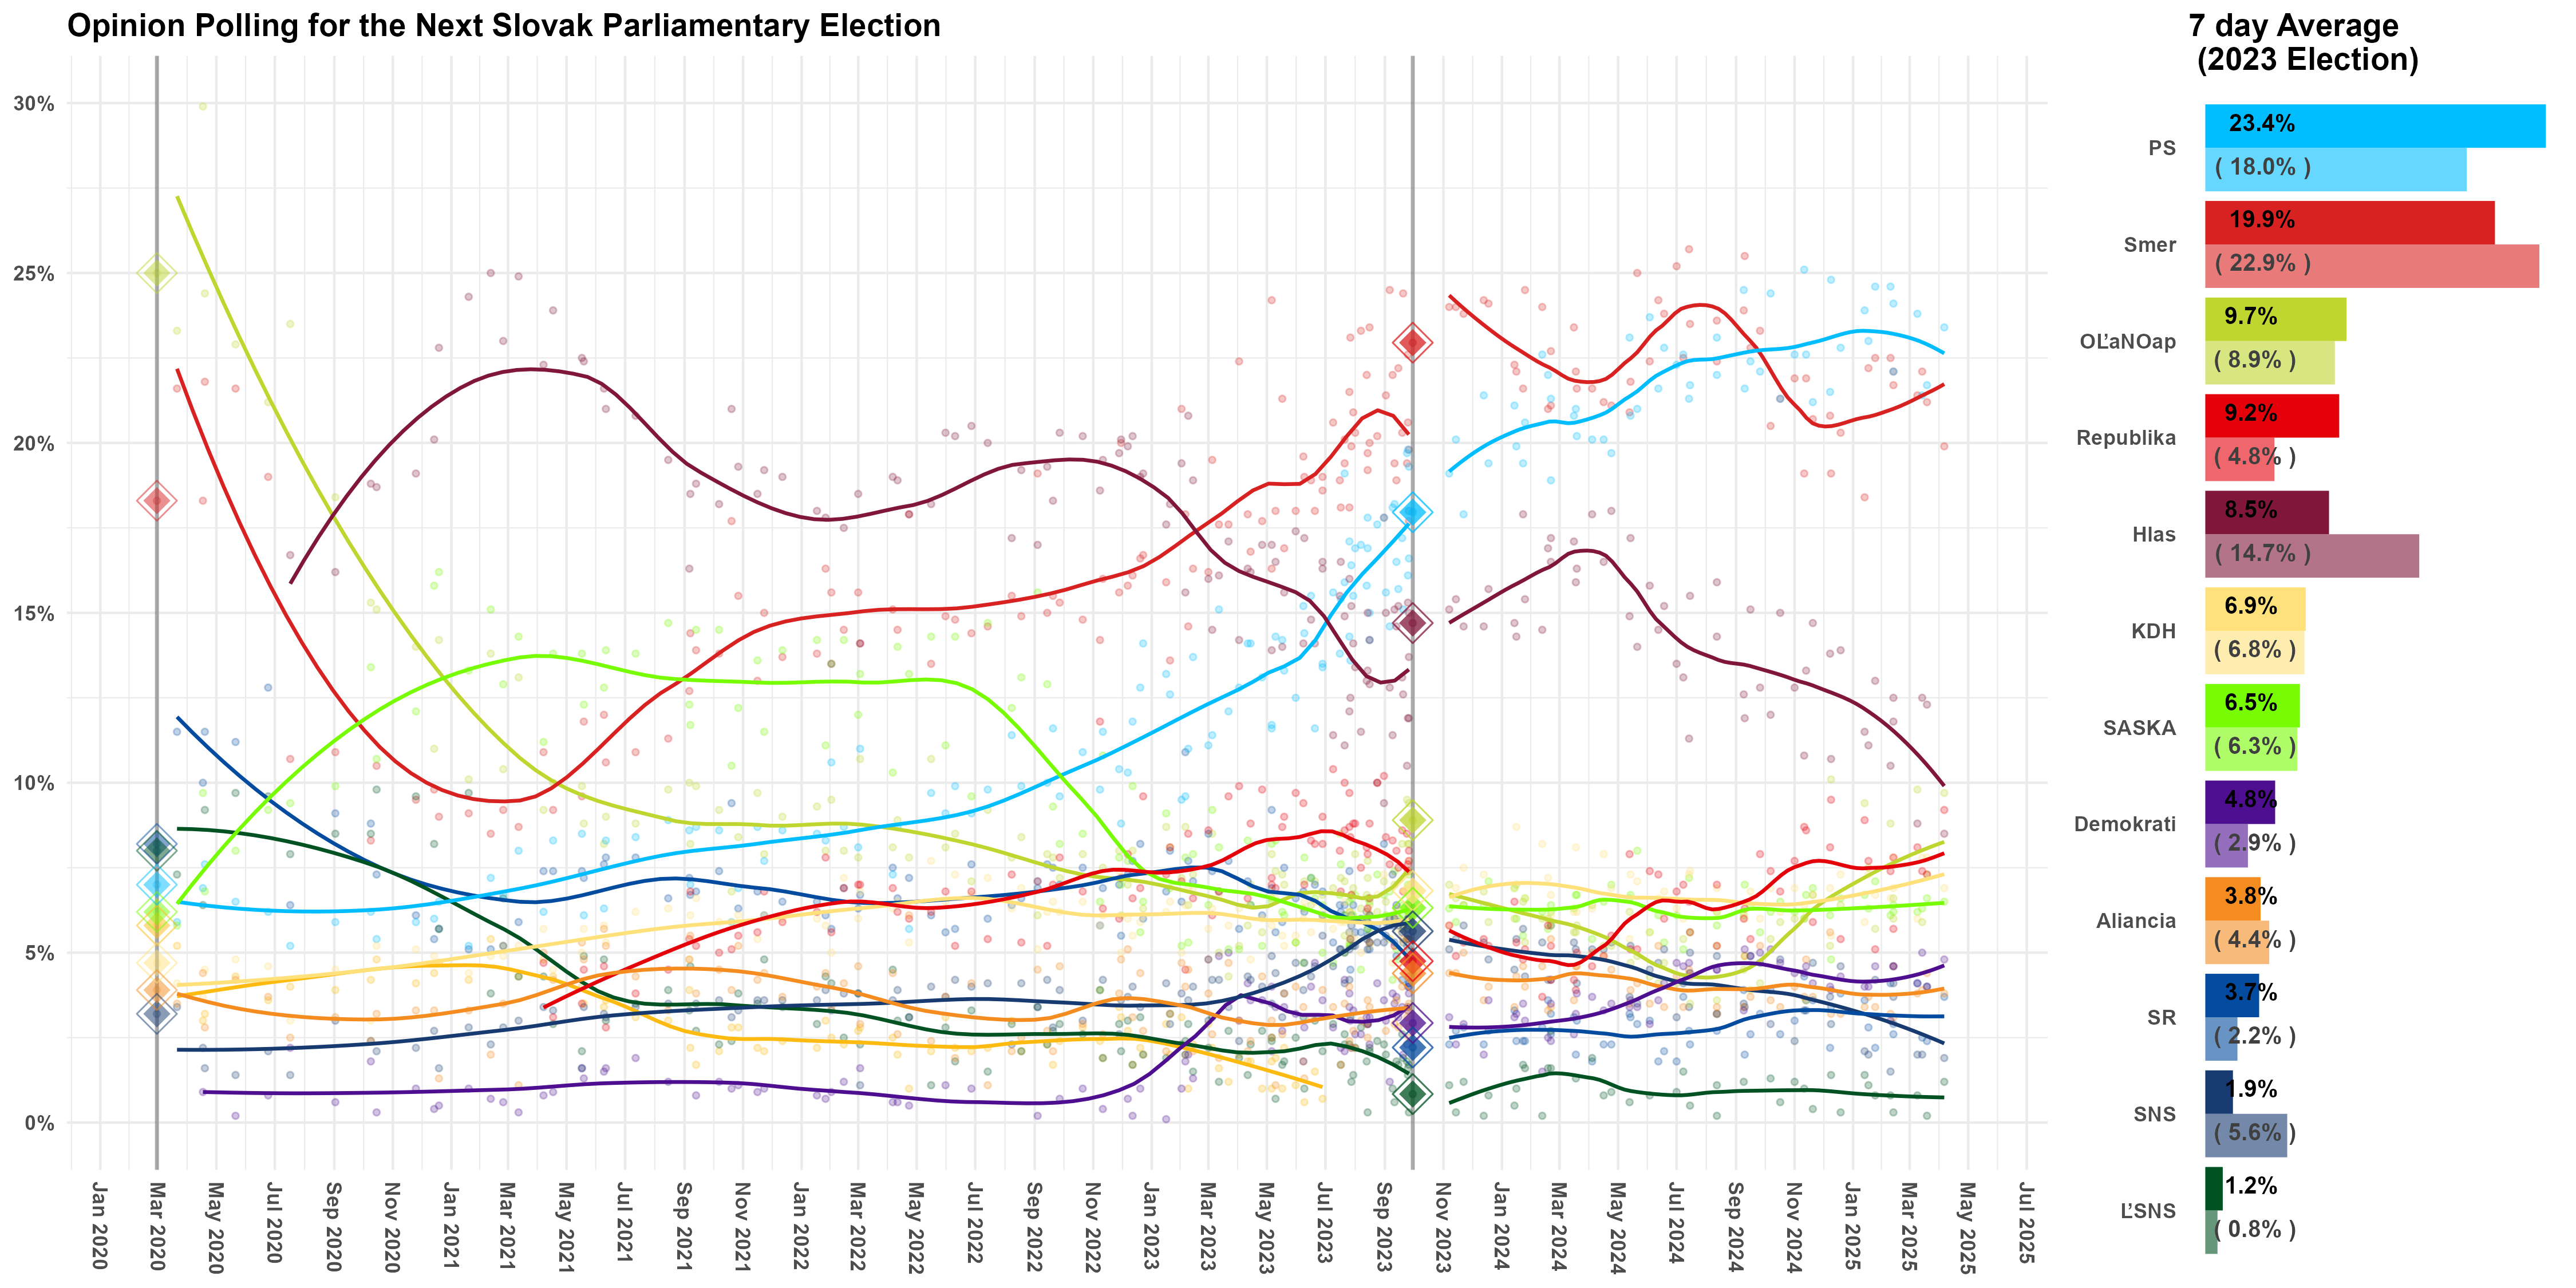 Opinion Polling for the Next Slovak Parliamentary Election
7 day Average
(2023 Election)
30%
25%
20%
15%
10%
5%
0%
Jan 2020
Mar 2020
May 2020
Jul 2020
Sep 2020
Nov 2020
Jan 2021
Mar 2021
May 2021
Jul 2021
Sep 2021
Nov 2021
Jan 2022
Mar 2022
May 2022
Jul 2022
Sep 2022
Nov 2022
Jan 2023
Mar 2023
May 2023
Jul 2023
Sep 2023
Nov 2023
Jan 2024
Mar 2024
May 2024
Jul 2024
Sep 2024
Nov 2024
Jan 2025
Mar 2025
May 2025
Jul 2025
PS
23.4%
( 18.0% )
Smer
19.9%
( 22.9% )
OĽaNOap
9.7%
( 8.9% )
Republika
9.2%
( 4.8% )
Hlas
8.5%
( 14.7% )
KDH
6.9%
( 6.8% )
SASKA
6.5%
( 6.3% )
Demokrati
4.8%
( 2.9% )
Aliancia
3.8%
( 4.4% )
SR
3.7%
( 2.2% )
SNS
1.9%
( 5.6% )
ĽSNS
1.2%
( 0.8% )